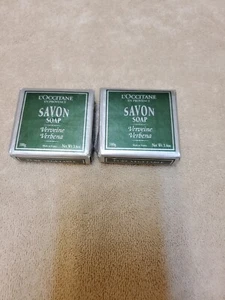 L'OCCITANE
EN PROVENCE
SAVON
SOAP
Verveine
Verbena
L'OCCITANE
EN PROVENCE
SAVON
SOAP
Verveine
Verbena